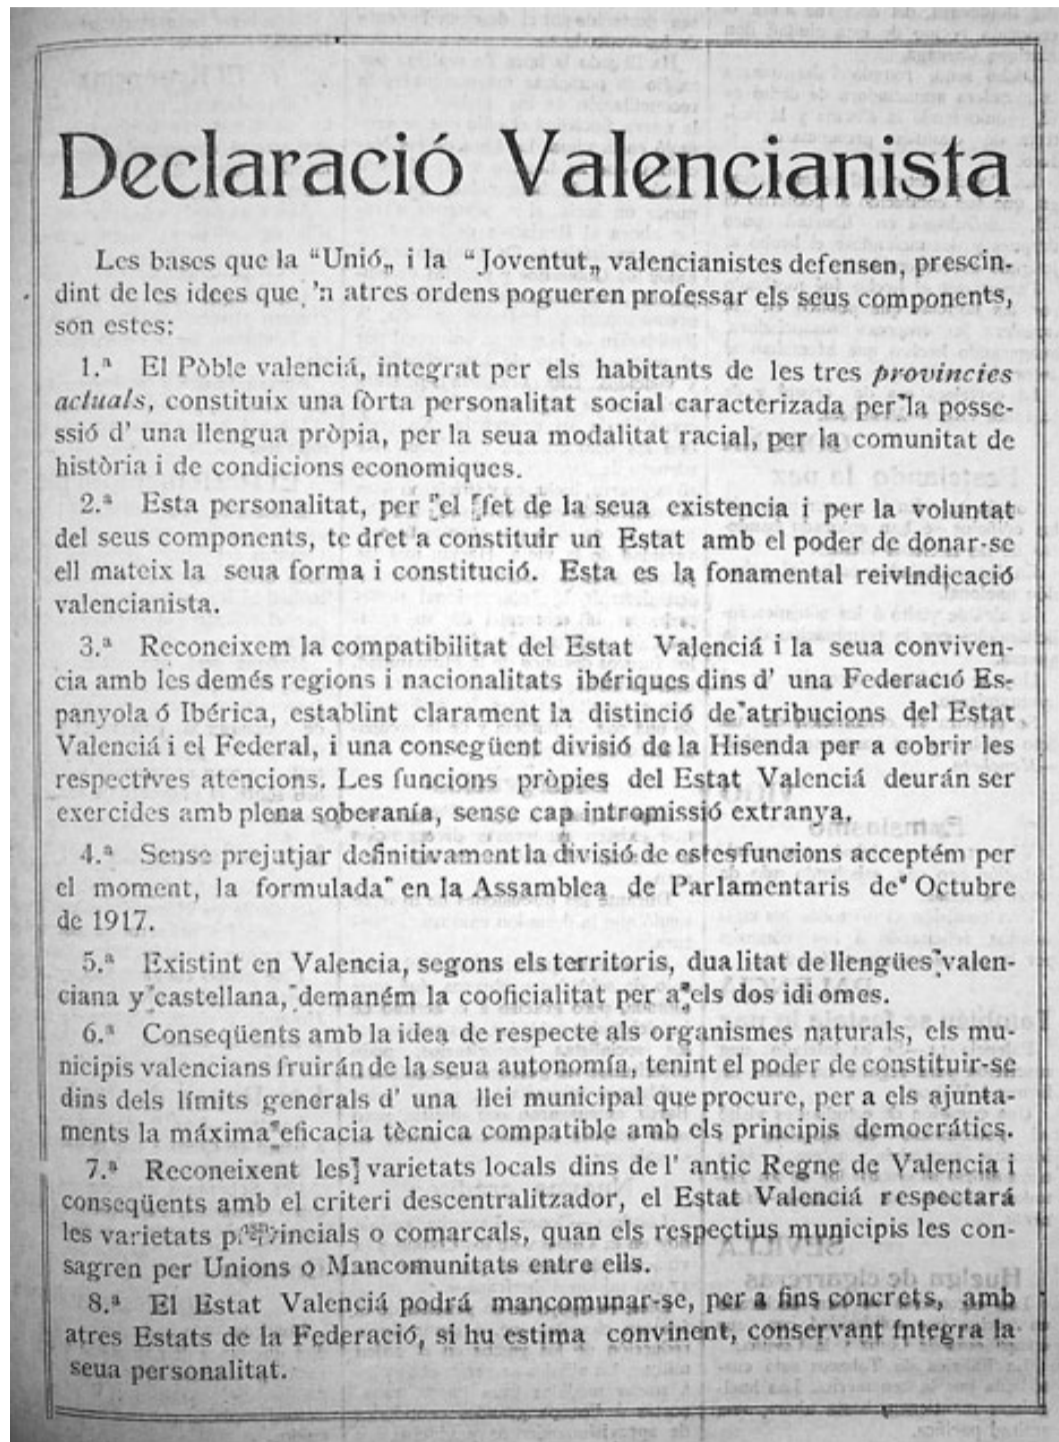 Declaració Valencianista
Les bases que la “Unió„ i la “Joventut„ valencianistes defensen, prescin-
dint de les idees que 'n atres ordens pogueren professar els seus components,
son estes:
1.ª El Pòble valenciá, integrat per els habitants de les tres provincies
actuals, constituix una fòrta personalitat social caracterizada per la posse-
ssió d' una llengua pròpia, per la seua modalitat racial, per la comunitat de
història i de condicions economiques.
2.ª Esta personalitat, per el fet de la seua existencia i per la voluntat
del seus components, te dret a constituir un Estat amb el poder de donar-se
ell mateix la seua forma i constitució. Esta es la fonamental reivindicació
valencianista.
3.ª Reconeixem la compatibilitat del Estat Valenciá i la seua conviven-
cia amb les demés regions i nacionalitats ibériques dins d' una Federació Es-
panyola ó Ibérica, establint clarament la distinció de atribucions del Estat
Valenciá i el Federal, i una consegüent divisió de la Hisenda per a cobrir les
respectives atencions. Les funcions pròpies del Estat Valenciá deurán ser
exercides amb plena soberanía, sense cap intromissió extranya.
4.ª Sense prejutjar definitivament la divisió de estes funcions acceptém per
el moment, la formulada en la Assamblea de Parlamentaris de Octubre
de 1917.
5.ª Existint en Valencia, segons els territoris, dualitat de llengües valen-
ciana y castellana, demaném la cooficialitat per a els dos idiomes.
6.ª Conseqüents amb la idea de respecte als organismes naturals, els mu-
nicipis valencians fruirán de la seua autonomía, tenint el poder de constituir-se
dins dels límits generals d' una llei municipal que procure, per a els ajunta-
ments la máxima eficacia tècnica compatible amb els principis democrátics.
7.ª Reconeixent les varietats locals dins de l' antic Regne de Valencia i
conseqüents amb el criteri descentralitzador, el Estat Valenciá respectará
les varietats provincials o comarcals, quan els respectius municipis les con-
sagren per Unions o Mancomunitats entre ells.
8.ª El Estat Valenciá podrá mancomunar-se, per a fins concrets, amb
atres Estats de la Federació, si hu estima convinent, conservant íntegra la
seua personalitat.